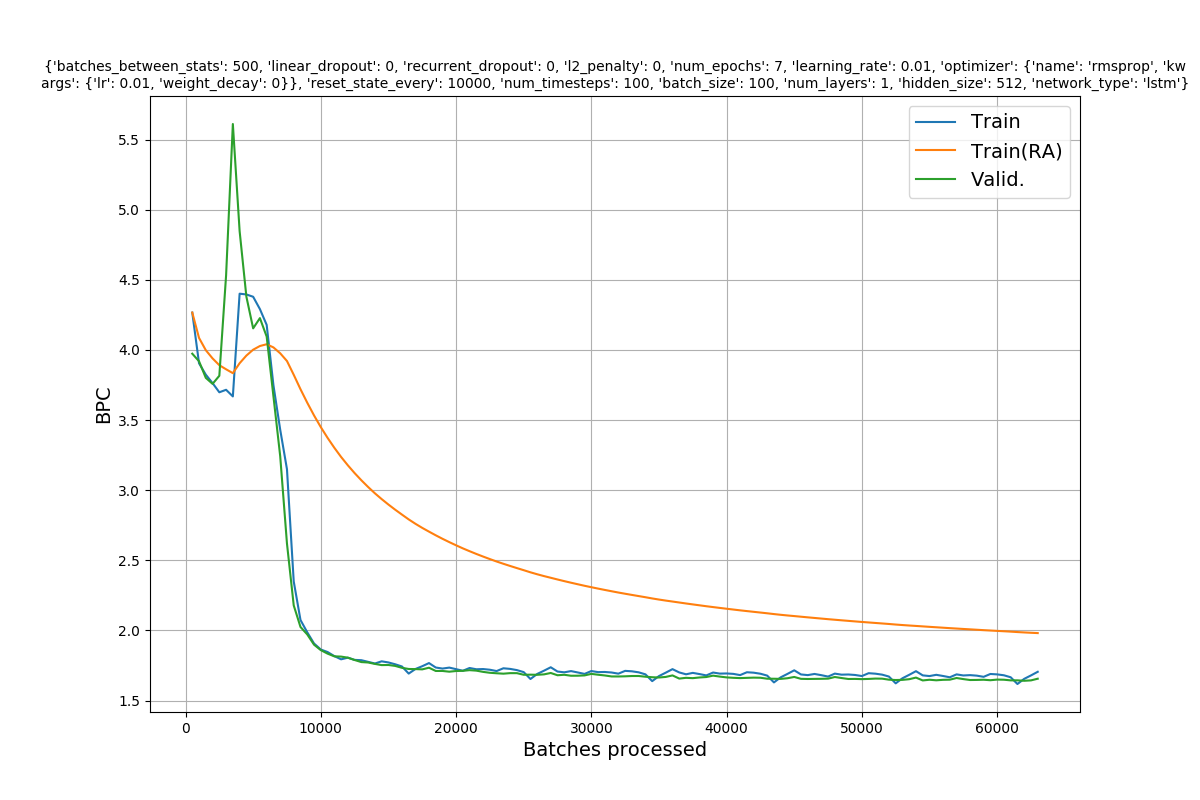 {'batches_between_stats': 500, 'linear_dropout': 0, 'recurrent_dropout': 0, 'l2_penalty': 0, 'num_epochs': 7, 'learning_rate': 0.01, 'optimizer': {'name': 'rmsprop', 'kw
args': {'lr': 0.01, 'weight_decay': 0}}, 'reset_state_every': 10000, 'num_timesteps': 100, 'batch_size': 100, 'num_layers': 1, 'hidden_size': 512, 'network_type': 'lstm'}
Train
Train(RA)
Valid.
5.5
5.0
4.5
4.0
3.5
3.0
2.5
2.0
1.5
BPC
0 10000 20000 30000 40000 50000 60000
Batches processed